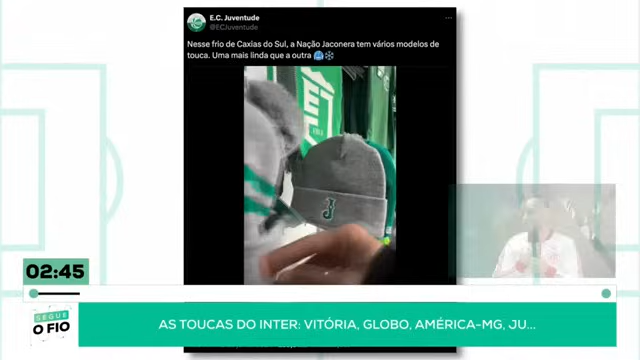 E.C. Juventude
@ECJuventude
Nesse frio de Caxias do Sul, a Nação Jaconera tem vários modelos de
touca. Uma mais linda que a outra 🥶❄️
J
02:45
SEGUE
O FIO
AS TOUCAS DO INTER: VITÓRIA, GLOBO, AMÉRICA-MG, JU...